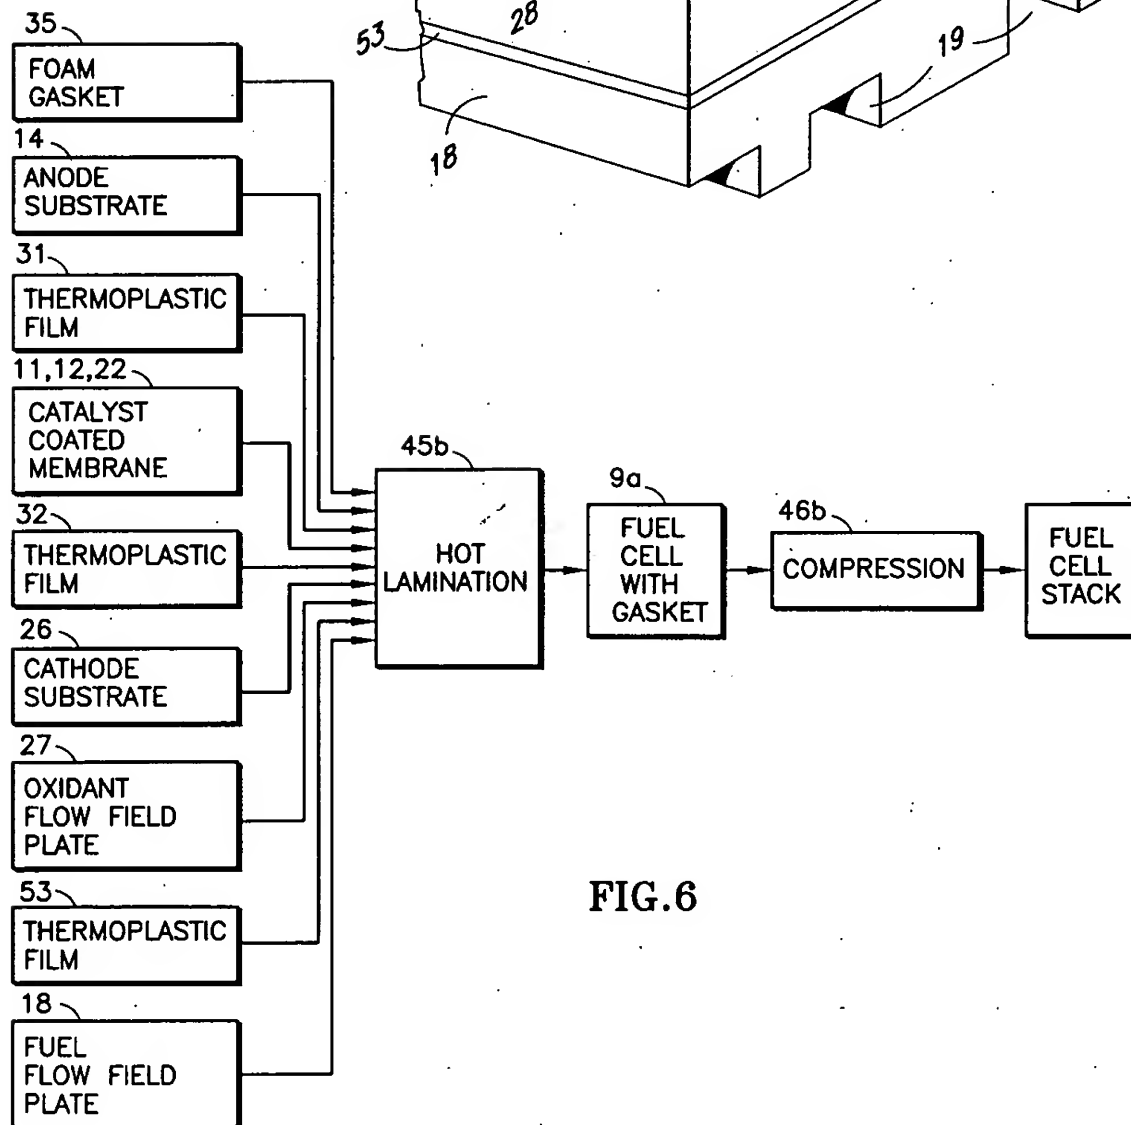 35
FOAM
GASKET
14
ANODE
SUBSTRATE
31
THERMOPLASTIC
FILM
11,12,22
CATALYST
COATED
MEMBRANE
32
THERMOPLASTIC
FILM
26
CATHODE
SUBSTRATE
27
OXIDANT
FLOW FIELD
PLATE
53
THERMOPLASTIC
FILM
18
FUEL
FLOW FIELD
PLATE
28
53
18
19
45b
HOT
LAMINATION
9a
FUEL
CELL
WITH
GASKET
46b
COMPRESSION
FUEL
CELL
STACK
FIG.6